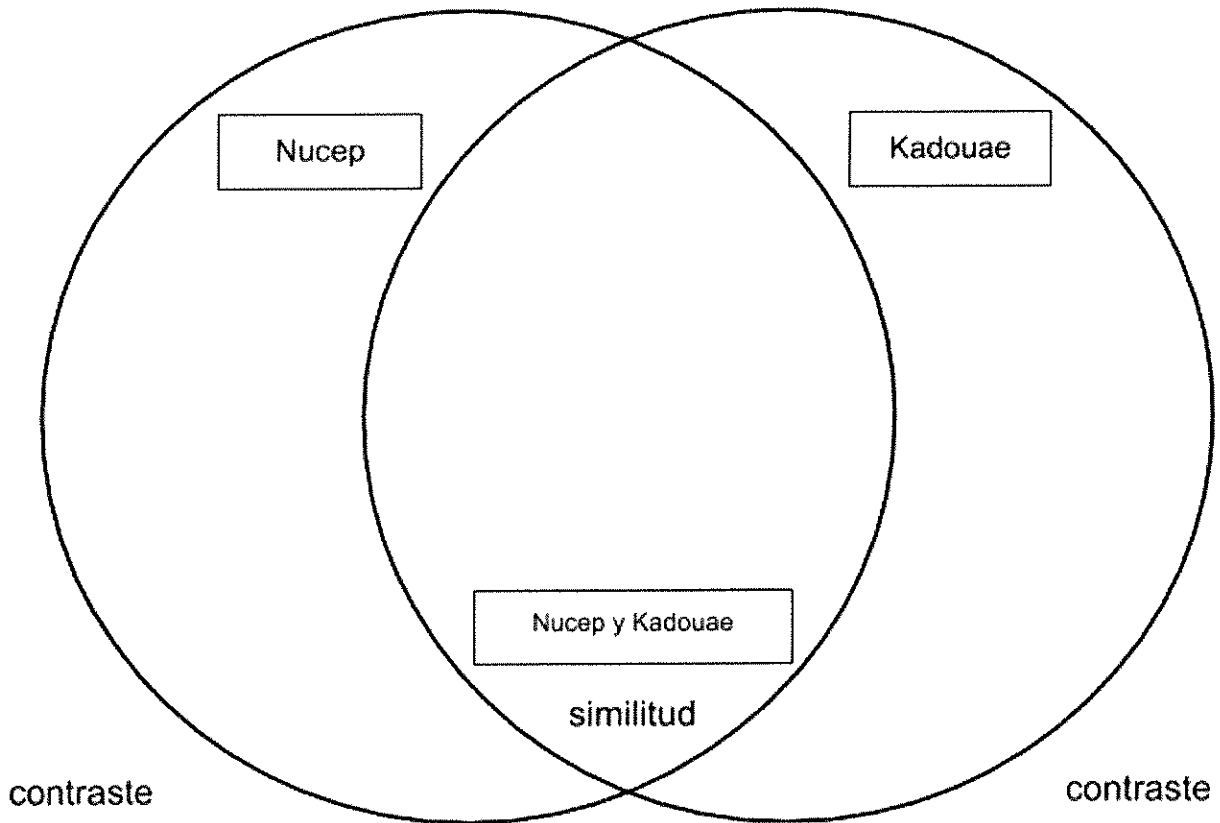 Nucep
Kadouae
Nucep y Kadouae
similitud
contraste
contraste